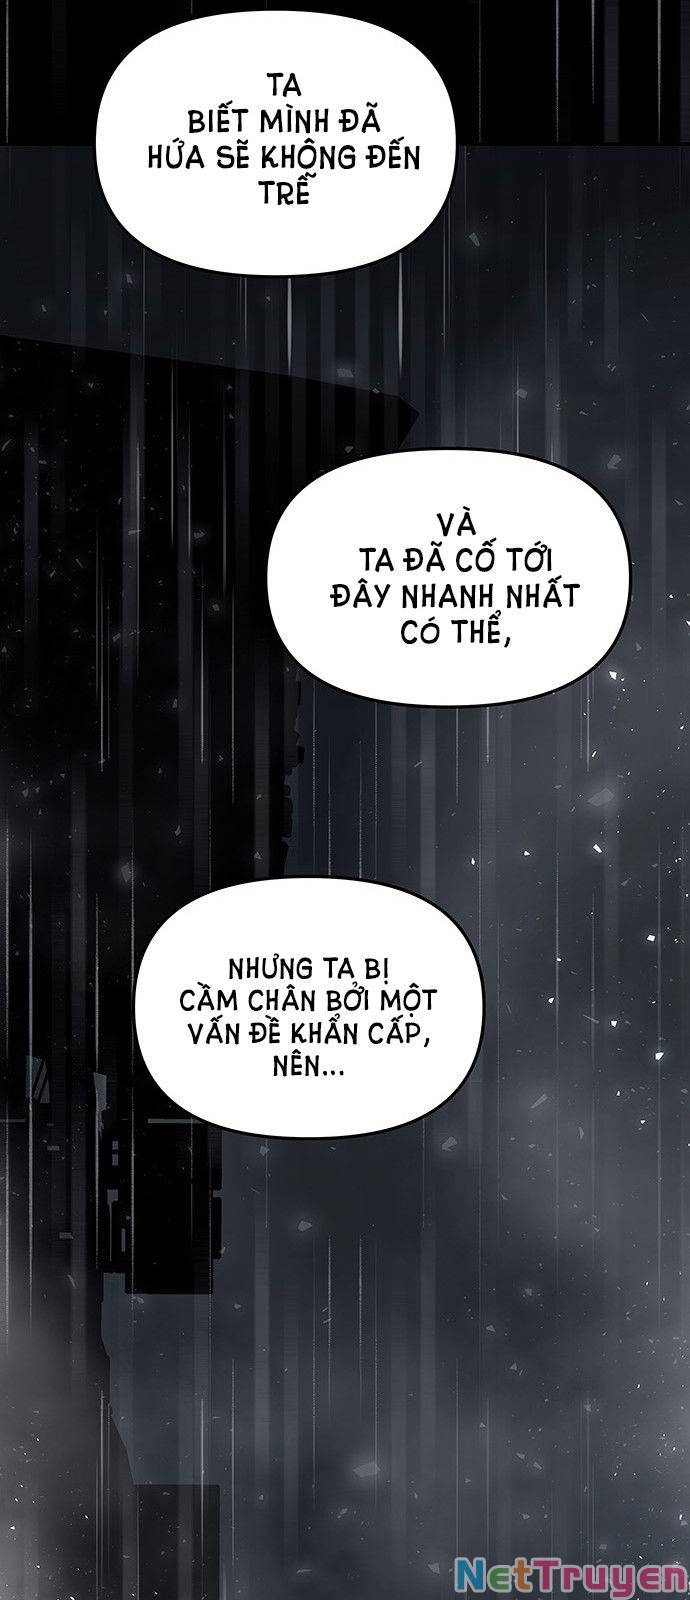 TA
BIẾT MÌNH ĐÃ
HỨA SẼ KHÔNG ĐẾN
TRỄ
VÀ
TA ĐÃ CỐ TỚI
ĐÂY NHANH NHẤT
CÓ THỂ,
NHƯNG TA BỊ
CẦM CHÂN BỞI MỘT
VẤN ĐỀ KHẨN CẤP,
NÊN...
NetTruyen